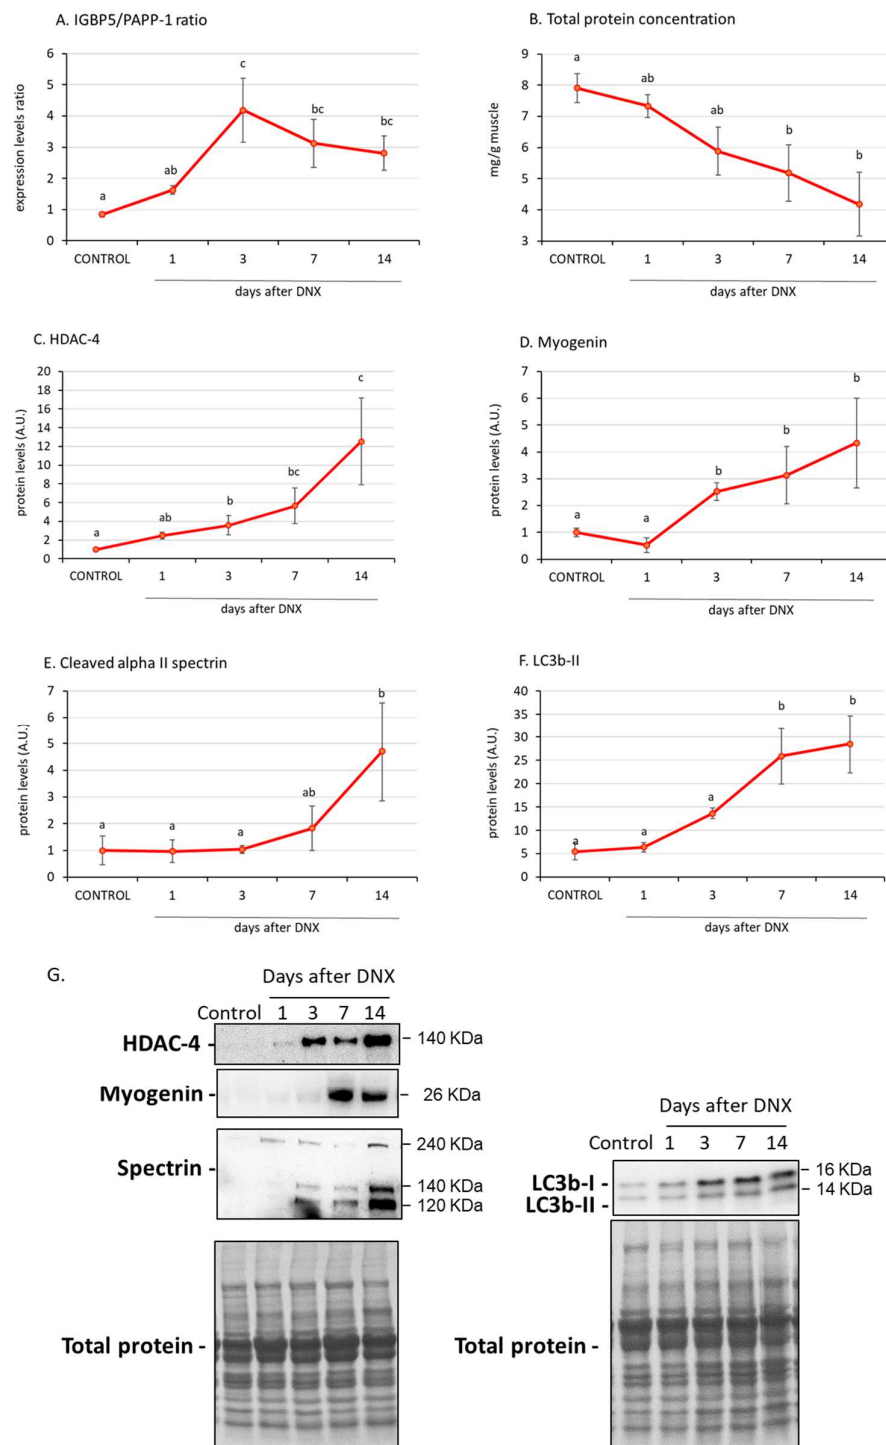 A. IGBP5/PAPP-1 ratio
expression levels ratio
6
5
4
3
2
1
0
a
ab
c
bc
bc
CONTROL 1 3 7 14
days after DNX
B. Total protein concentration
mg/g muscle
9
8
7
6
5
4
3
a
ab
ab
b
b
CONTROL 1 3 7 14
days after DNX
C. HDAC-4
protein levels (A.U.)
20
18
16
14
12
10
8
6
4
2
0
a
ab
b
bc
c
CONTROL 1 3 7 14
days after DNX
D. Myogenin
protein levels (A.U.)
7
6
5
4
3
2
1
0
a
a
b
b
b
CONTROL 1 3 7 14
days after DNX
E. Cleaved alpha II spectrin
protein levels (A.U.)
7
6
5
4
3
2
1
0
a
a
a
ab
b
CONTROL 1 3 7 14
days after DNX
F. LC3b-II
protein levels (A.U.)
40
35
30
25
20
15
10
5
0
a
a
a
b
b
CONTROL 1 3 7 14
days after DNX
G.
Days after DNX
Control 1 3 7 14
HDAC-4 - - 140 KDa
Myogenin - - 26 KDa
Spectrin -
- 240 KDa
- 140 KDa
- 120 KDa
Total protein -
Days after DNX
Control 1 3 7 14
LC3b-I - - 16 KDa
LC3b-II - - 14 KDa
Total protein -